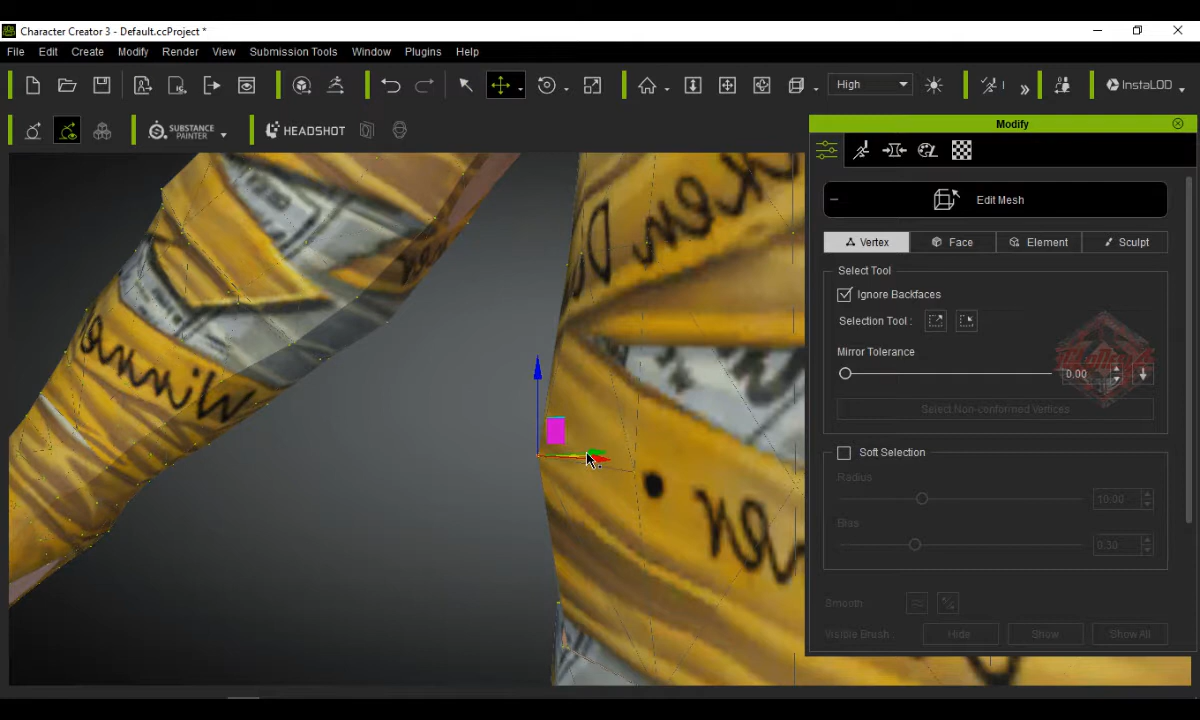 Character Creator 3 - Default.ccProject *
File Edit Create Modify Render View Submission Tools Window Plugins Help
High
InstaLOD
SUBSTANCE PAINTER
HEADSHOT
Modify
Edit Mesh
Vertex Face Element Sculpt
Select Tool
Ignore Backfaces
Selection Tool :
Mirror Tolerance
0.00
Select Non-conformed Vertices
Soft Selection
Radius
10.00
Bias
0.30
Smooth:
Visible Brush: Hide Show Show All